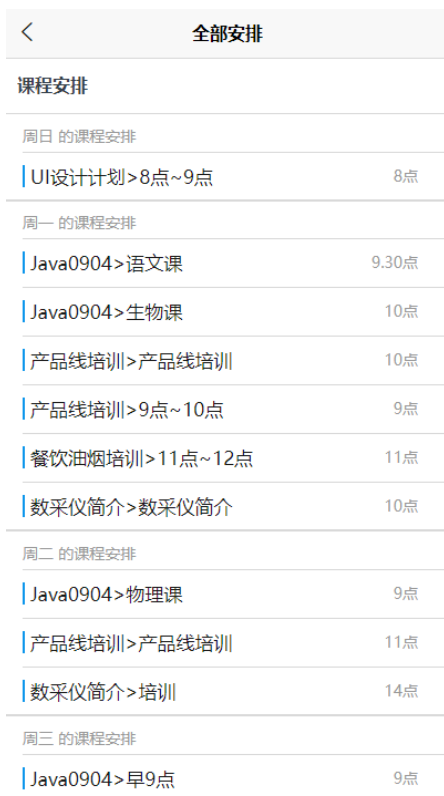 全部安排
课程安排
周日 的课程安排
UI设计计划>8点~9点 8点
周一 的课程安排
Java0904>语文课 9.30点
Java0904>生物课 10点
产品线培训>产品线培训 10点
产品线培训>9点~10点 9点
餐饮油烟培训>11点~12点 11点
数采仪简介>数采仪简介 10点
周二 的课程安排
Java0904>物理课 9点
产品线培训>产品线培训 11点
数采仪简介>培训 14点
周三 的课程安排
Java0904>早9点 9点